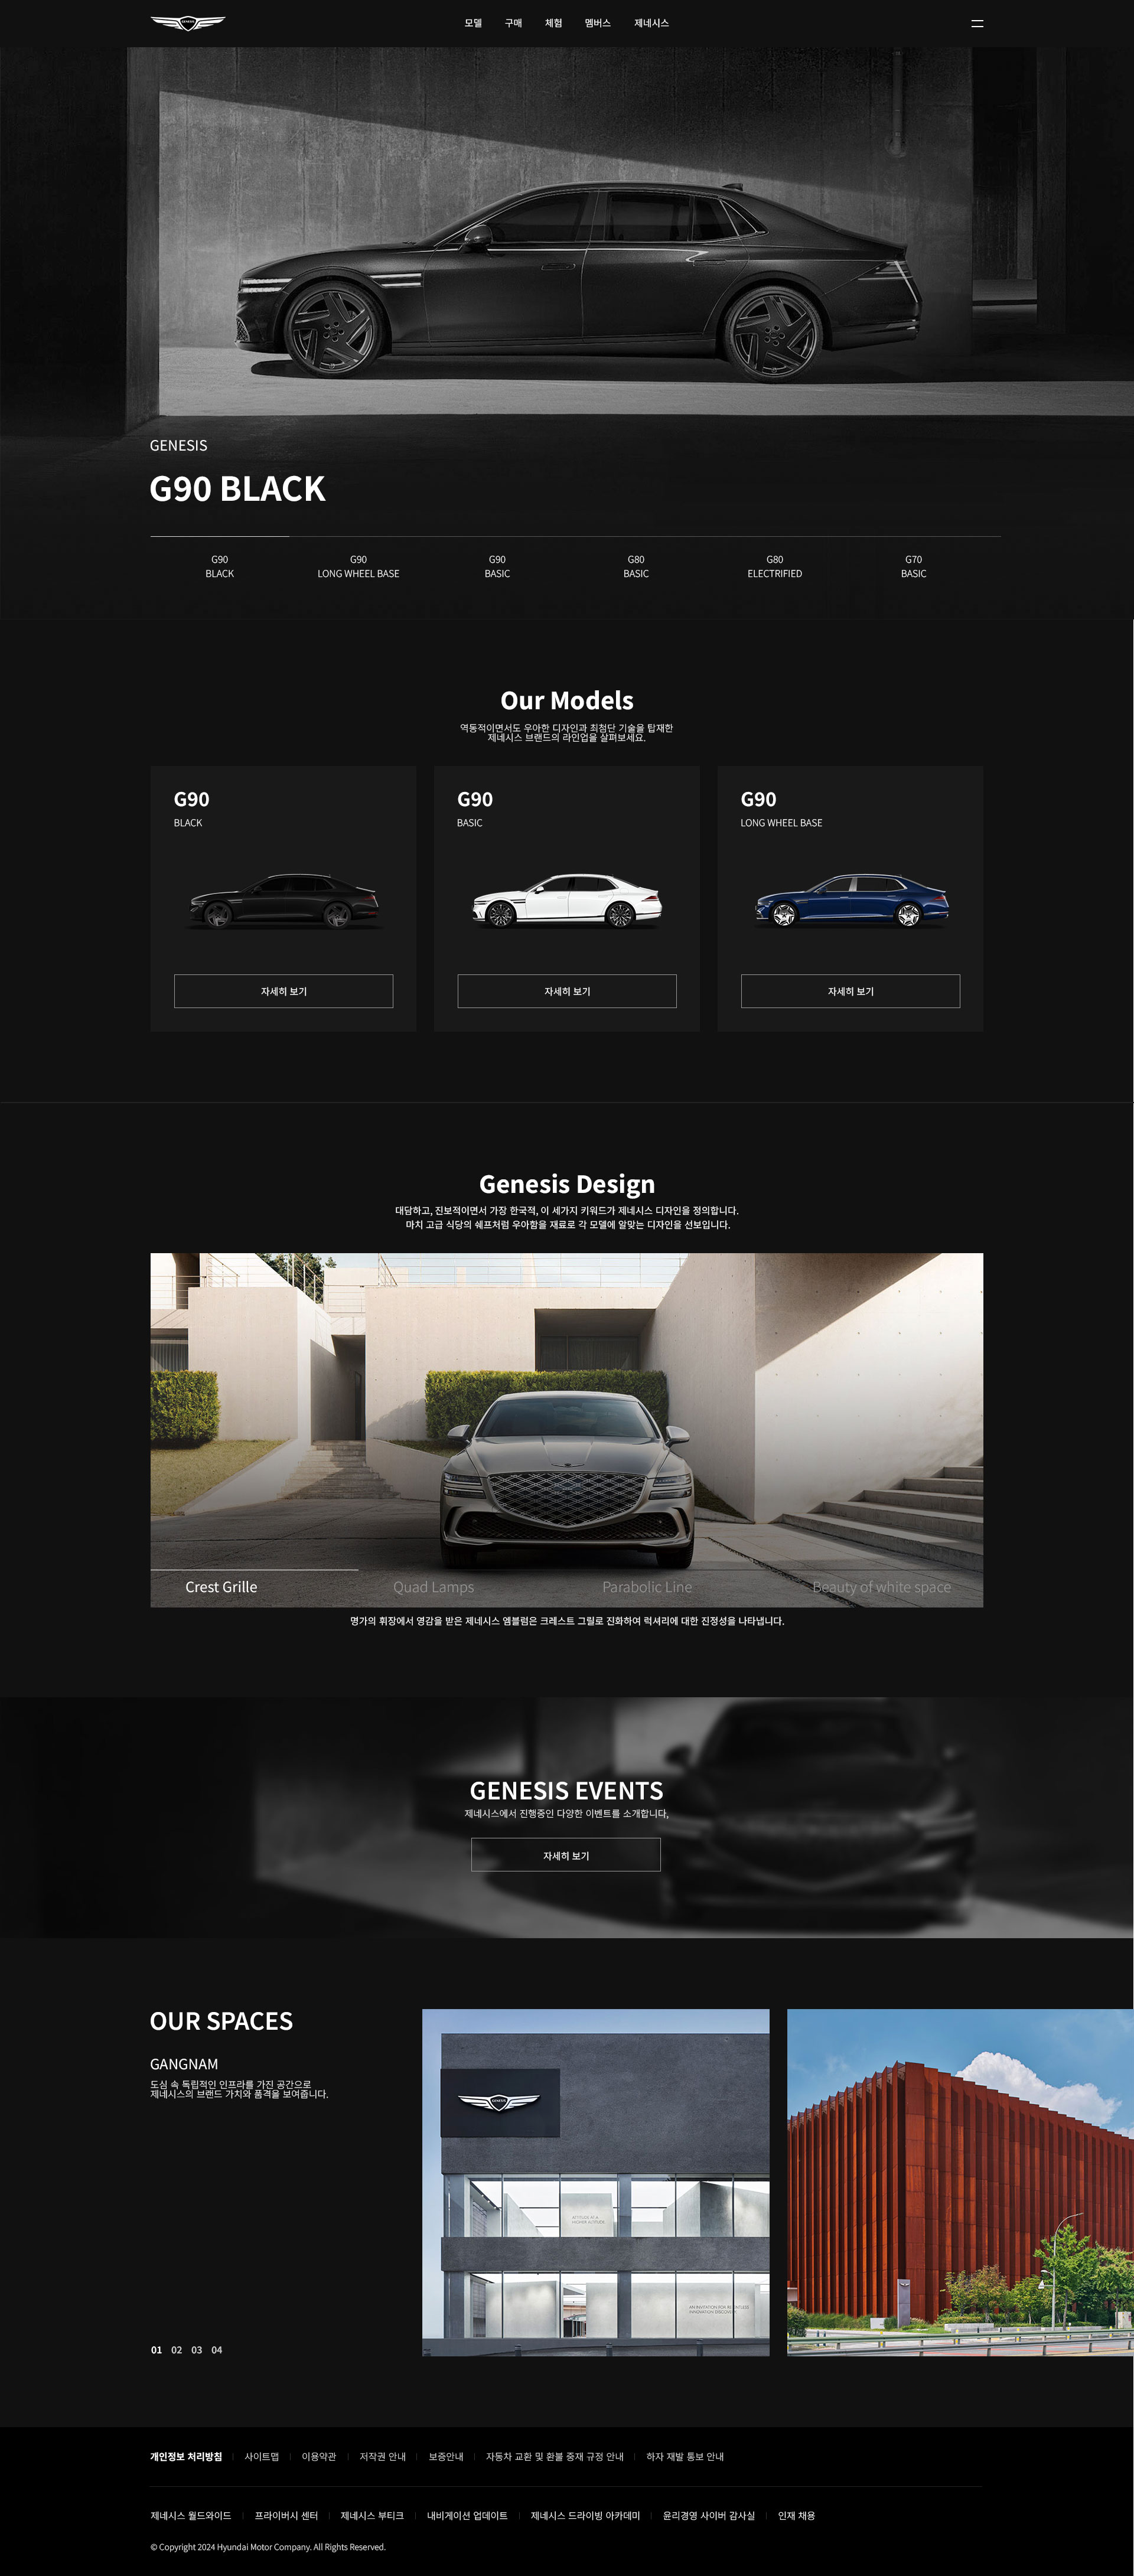 GENESIS
모델 구매 체험 멤버스 제네시스
GENESIS
G90 BLACK
G90 G90 G90 G80 G80 G70
BLACK LONG WHEEL BASE BASIC BASIC ELECTRIFIED BASIC
Our Models
역동적이면서도 우아한 디자인과 최첨단 기술을 탑재한
제네시스 브랜드의 라인업을 살펴보세요.
G90 G90 G90
BLACK BASIC LONG WHEEL BASE
자세히 보기 자세히 보기 자세히 보기
Genesis Design
대담하고, 진보적이면서 가장 한국적, 이 세가지 키워드가 제네시스 디자인을 정의합니다.
마치 고급 식당의 쉐프처럼 우아함을 재료로 각 모델에 알맞는 디자인을 선보입니다.
Crest Grille Quad Lamps Parabolic Line Beauty of white space
명가의 휘장에서 영감을 받은 제네시스 엠블럼은 크레스트 그릴로 진화하여 럭셔리에 대한 진정성을 나타냅니다.
GENESIS EVENTS
제네시스에서 진행중인 다양한 이벤트를 소개합니다,
자세히 보기
OUR SPACES
GANGNAM
도심 속 독립적인 인프라를 가진 공간으로
제네시스의 브랜드 가치와 품격을 보여줍니다.
GENESIS
01 02 03 04
개인정보 처리방침 사이트맵 이용약관 저작권 안내 보증안내 자동차 교환 및 환불 중재 규정 안내 하자 재발 통보 안내
제네시스 월드와이드 프라이버시 센터 제네시스 부티크 내비게이션 업데이트 제네시스 드라이빙 아카데미 윤리경영 사이버 감사실 인재 채용
© Copyright 2024 Hyundai Motor Company. All Rights Reserved.